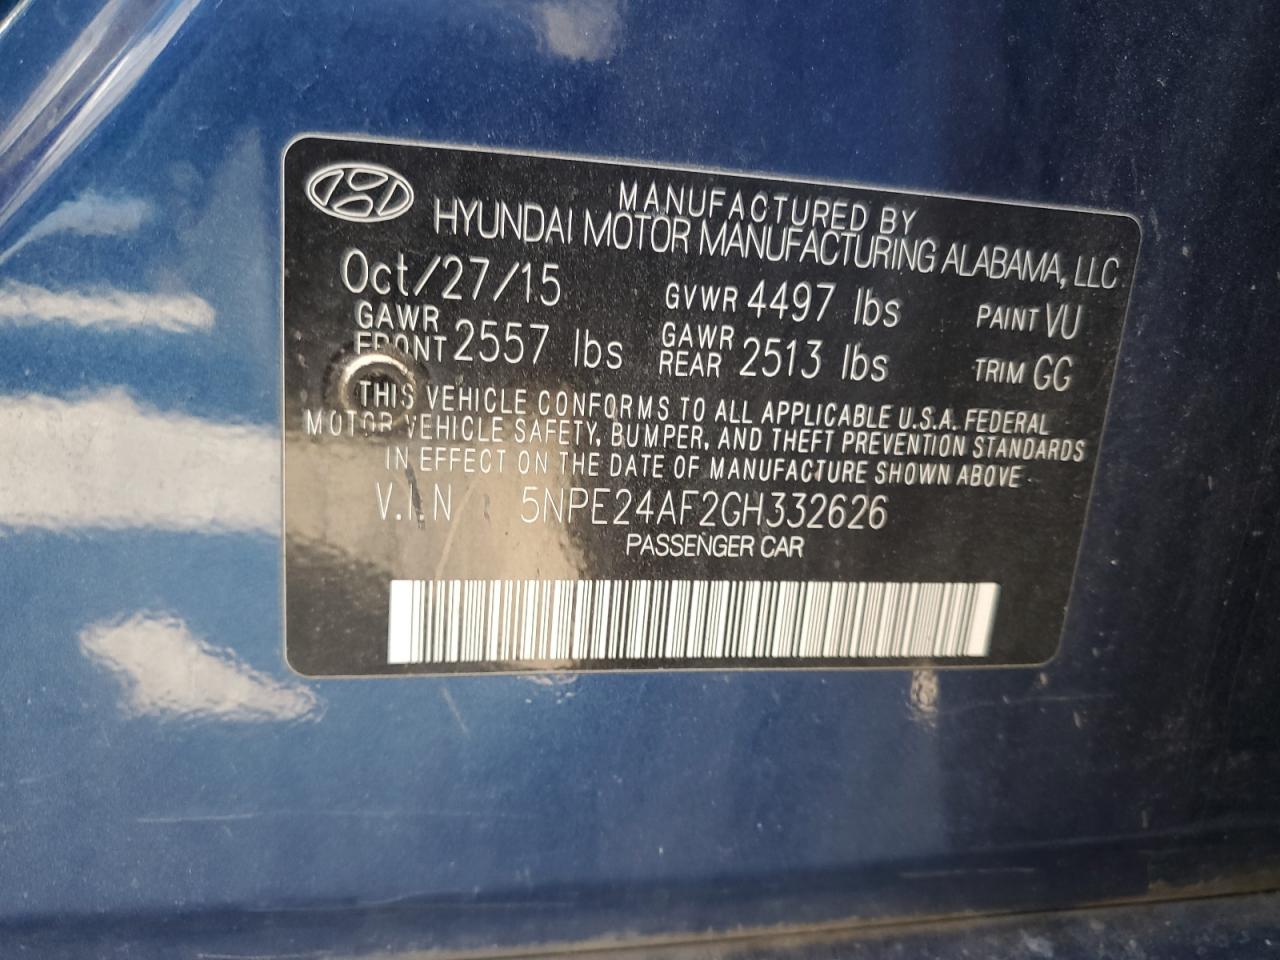 MANUFACTURED BY
HYUNDAI MOTOR MANUFACTURING ALABAMA, LLC
Oct/27/15 GVWR 4497 lbs PAINT VU
GAWR FRONT 2557 lbs GAWR REAR 2513 lbs TRIM GG
THIS VEHICLE CONFORMS TO ALL APPLICABLE U.S.A. FEDERAL
MOTOR VEHICLE SAFETY, BUMPER, AND THEFT PREVENTION STANDARDS
IN EFFECT ON THE DATE OF MANUFACTURE SHOWN ABOVE
V.I.N 5NPE24AF2GH332626
PASSENGER CAR